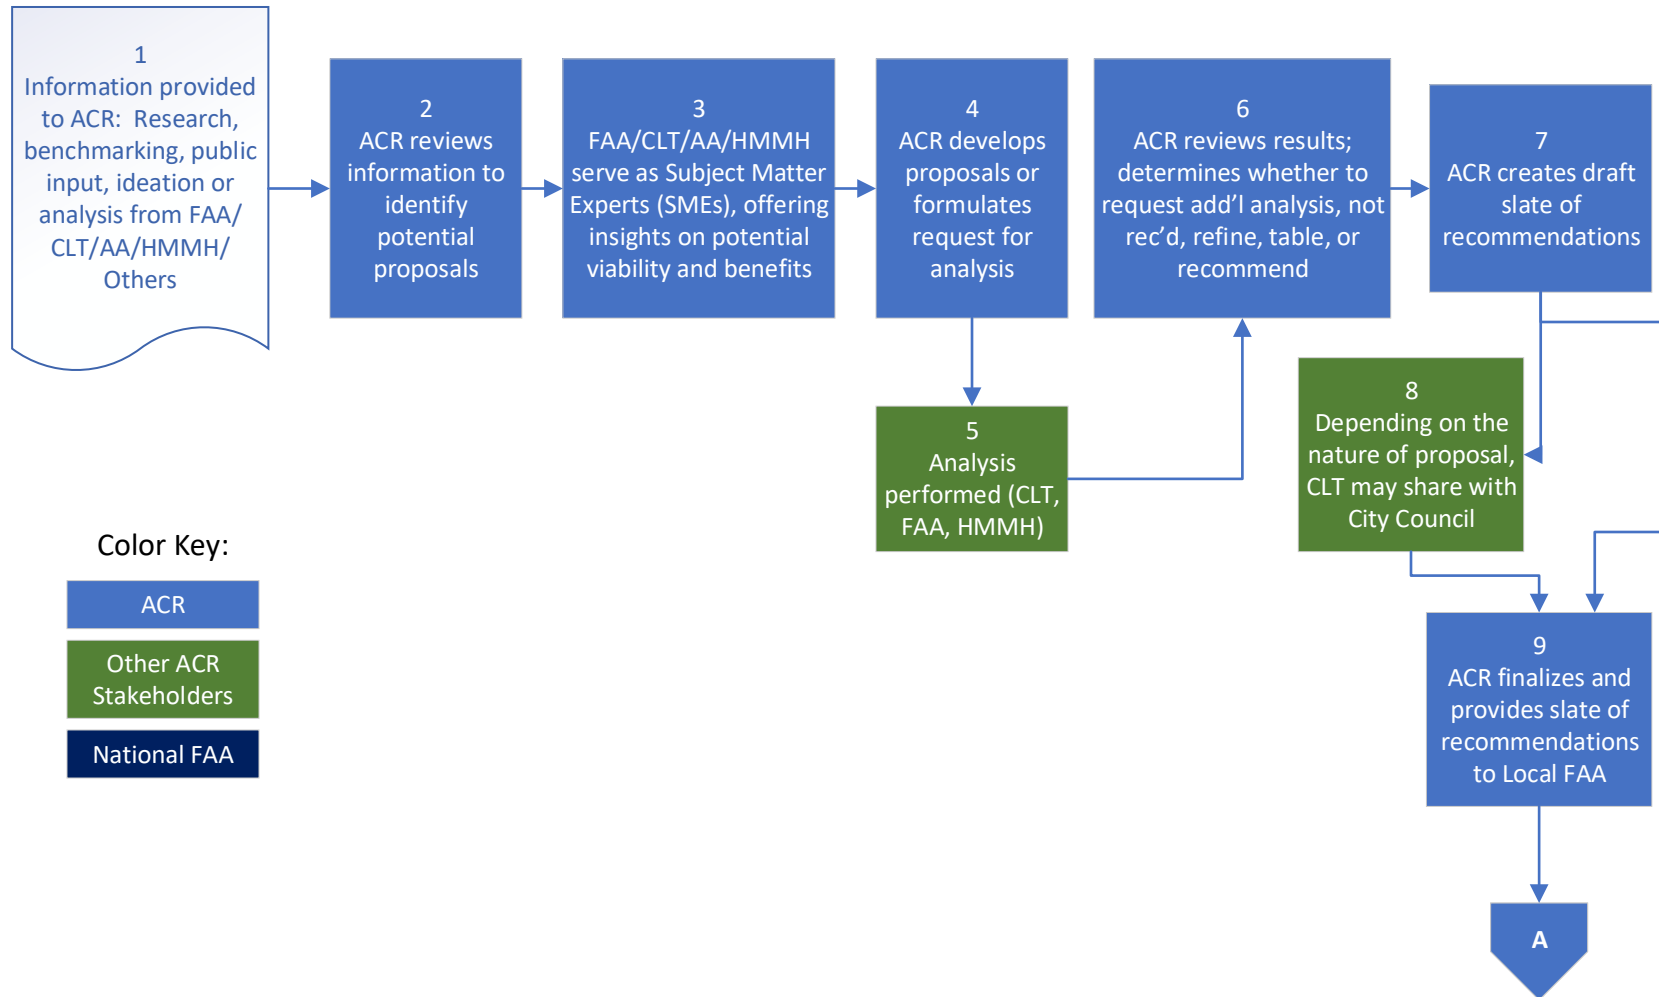 1
Information provided
to ACR: Research,
benchmarking, public
input, ideation or
analysis from FAA/
CLT/AA/HMMH/
Others
2
ACR reviews
information to
identify
potential
proposals
3
FAA/CLT/AA/HMMH
serve as Subject Matter
Experts (SMEs), offering
insights on potential
viability and benefits
4
ACR develops
proposals or
formulates
request for
analysis
5
Analysis
performed (CLT,
FAA, HMMH)
6
ACR reviews results;
determines whether to
request add’l analysis, not
rec’d, refine, table, or
recommend
7
ACR creates draft
slate of
recommendations
8
Depending on the
nature of proposal,
CLT may share with
City Council
9
ACR finalizes and
provides slate of
recommendations
to Local FAA
A
Color Key:
ACR
Other ACR
Stakeholders
National FAA